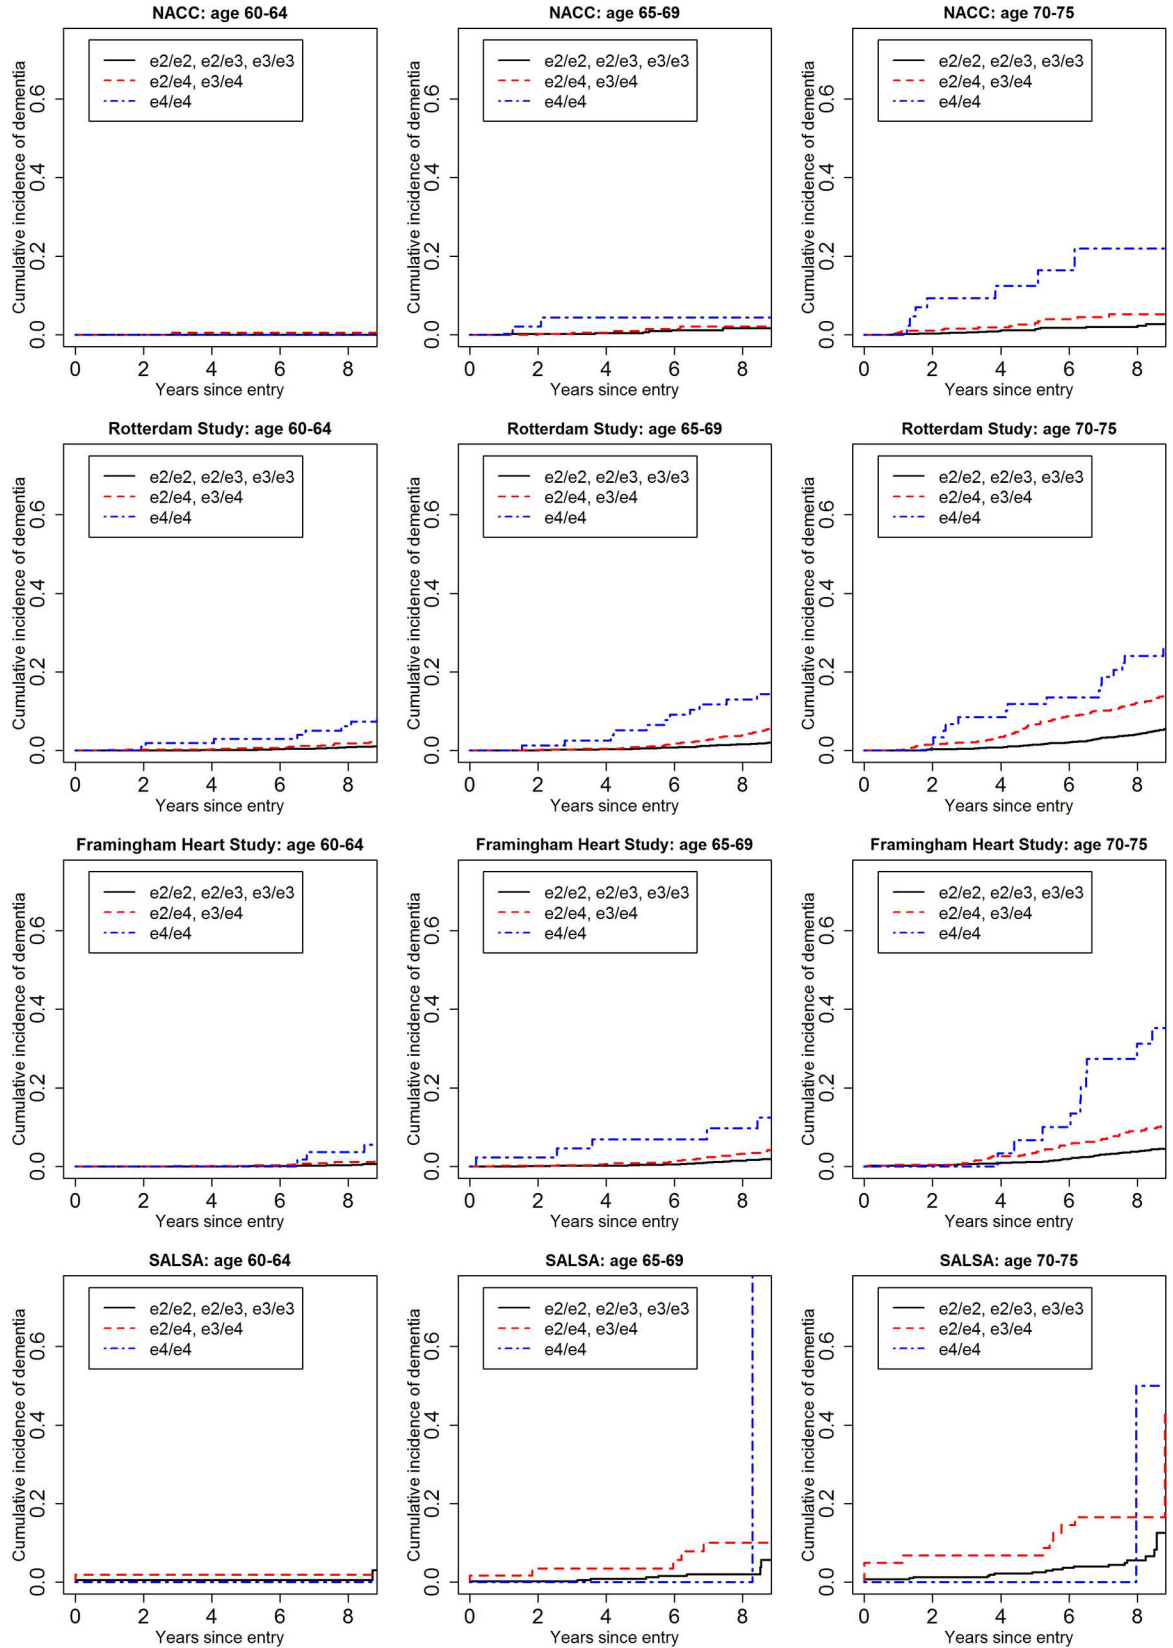 NACC: age 60-64
Cumulative incidence of dementia
0.0 0.2 0.4 0.6
e2/e2, e2/e3, e3/e3
e2/e4, e3/e4
e4/e4
0 2 4 6 8
Years since entry
NACC: age 65-69
Cumulative incidence of dementia
0.0 0.2 0.4 0.6
e2/e2, e2/e3, e3/e3
e2/e4, e3/e4
e4/e4
0 2 4 6 8
Years since entry
NACC: age 70-75
Cumulative incidence of dementia
0.0 0.2 0.4 0.6
e2/e2, e2/e3, e3/e3
e2/e4, e3/e4
e4/e4
0 2 4 6 8
Years since entry
Rotterdam Study: age 60-64
Cumulative incidence of dementia
0.0 0.2 0.4 0.6
e2/e2, e2/e3, e3/e3
e2/e4, e3/e4
e4/e4
0 2 4 6 8
Years since entry
Rotterdam Study: age 65-69
Cumulative incidence of dementia
0.0 0.2 0.4 0.6
e2/e2, e2/e3, e3/e3
e2/e4, e3/e4
e4/e4
0 2 4 6 8
Years since entry
Rotterdam Study: age 70-75
Cumulative incidence of dementia
0.0 0.2 0.4 0.6
e2/e2, e2/e3, e3/e3
e2/e4, e3/e4
e4/e4
0 2 4 6 8
Years since entry
Framingham Heart Study: age 60-64
Cumulative incidence of dementia
0.0 0.2 0.4 0.6
e2/e2, e2/e3, e3/e3
e2/e4, e3/e4
e4/e4
0 2 4 6 8
Years since entry
Framingham Heart Study: age 65-69
Cumulative incidence of dementia
0.0 0.2 0.4 0.6
e2/e2, e2/e3, e3/e3
e2/e4, e3/e4
e4/e4
0 2 4 6 8
Years since entry
Framingham Heart Study: age 70-75
Cumulative incidence of dementia
0.0 0.2 0.4 0.6
e2/e2, e2/e3, e3/e3
e2/e4, e3/e4
e4/e4
0 2 4 6 8
Years since entry
SALSA: age 60-64
Cumulative incidence of dementia
0.0 0.2 0.4 0.6
e2/e2, e2/e3, e3/e3
e2/e4, e3/e4
e4/e4
0 2 4 6 8
Years since entry
SALSA: age 65-69
Cumulative incidence of dementia
0.0 0.2 0.4 0.6
e2/e2, e2/e3, e3/e3
e2/e4, e3/e4
e4/e4
0 2 4 6 8
Years since entry
SALSA: age 70-75
Cumulative incidence of dementia
0.0 0.2 0.4 0.6
e2/e2, e2/e3, e3/e3
e2/e4, e3/e4
e4/e4
0 2 4 6 8
Years since entry